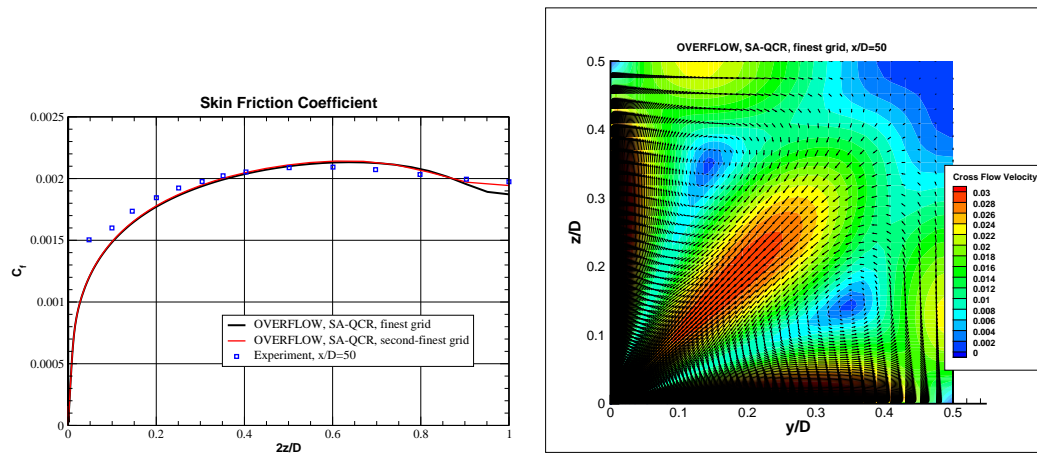 Skin Friction Coefficient
0.0025
0.002
0.0015
0.001
0.0005
0
C_f
OVERFLOW, SA-QCR, finest grid
OVERFLOW, SA-QCR, second-finest grid
Experiment, x/D=50
0 0.2 0.4 0.6 0.8 1
2z/D
OVERFLOW, SA-QCR, finest grid, x/D=50
0.5
0.4
0.3
0.2
0.1
0
z/D
0 0.1 0.2 0.3 0.4 0.5
y/D
Cross Flow Velocity
0.03
0.028
0.026
0.024
0.022
0.02
0.018
0.016
0.014
0.012
0.01
0.008
0.006
0.004
0.002
0